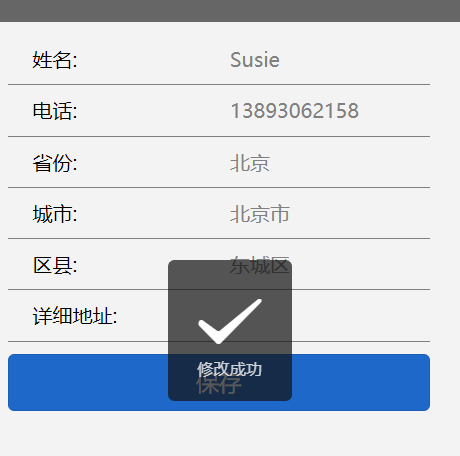 姓名: Susie
电话: 13893062158
省份: 北京
城市: 北京市
区县: 东城区
详细地址:
修改成功
保存